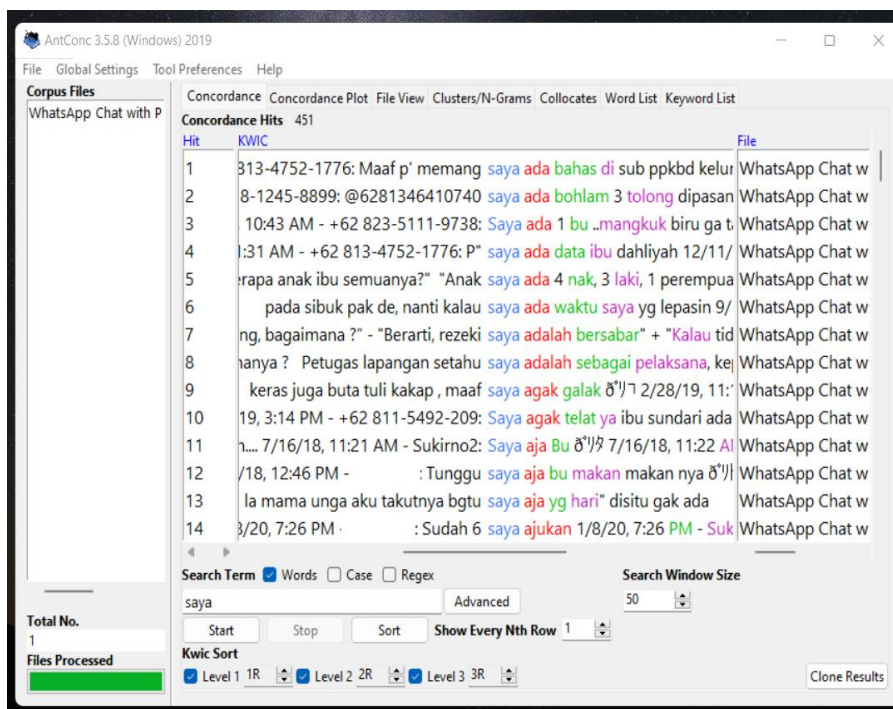 AntConc 3.5.8 (Windows) 2019
File Global Settings Tool Preferences Help
Corpus Files
WhatsApp Chat with P
Concordance Concordance Plot File View Clusters/N-Grams Collocates Word List Keyword List
Concordance Hits 451
Hit KWIC File
1 313-4752-1776: Maaf p' memang saya ada bahas di sub ppkbd kelur WhatsApp Chat w
2 8-1245-8899: @6281346410740 saya ada bohlam 3 tolong dipasan WhatsApp Chat w
3 , 10:43 AM - +62 823-5111-9738: Saya ada 1 bu ..mangkuk biru ga ta WhatsApp Chat w
4 1:31 AM - +62 813-4752-1776: P" saya ada data ibu dahliyah 12/11/ WhatsApp Chat w
5 erapa anak ibu semuanya?" "Anak saya ada 4 nak, 3 laki, 1 perempua WhatsApp Chat w
6 pada sibuk pak de, nanti kalau saya ada waktu saya yg lepasin 9/ WhatsApp Chat w
7 ng, bagaimana ?" - "Berarti, rezeki saya adalah bersabar" + "Kalau tid WhatsApp Chat w
8 nanya ? Petugas lapangan setahu saya adalah sebagai pelaksana, kep WhatsApp Chat w
9 keras juga buta tuli kakap , maaf saya agak galak 2/28/19, 11: WhatsApp Chat w
10 19, 3:14 PM - +62 811-5492-209: Saya agak telat ya ibu sundari ada WhatsApp Chat w
11 n.... 7/16/18, 11:21 AM - Sukirno2: Saya aja Bu 7/16/18, 11:22 AM WhatsApp Chat w
12 /18, 12:46 PM - : Tunggu saya aja bu makan makan nya WhatsApp Chat w
13 la mama unga aku takutnya bgtu saya aja yg hari" disitu gak ada WhatsApp Chat w
14 3/20, 7:26 PM - : Sudah 6 saya ajukan 1/8/20, 7:26 PM - Suk WhatsApp Chat w
Search Term Words Case Regex Search Window Size
saya Advanced 50
Total No.
1
Start Stop Sort Show Every Nth Row 1
Files Processed
Kwic Sort
Level 1 1R Level 2 2R Level 3 3R Clone Results